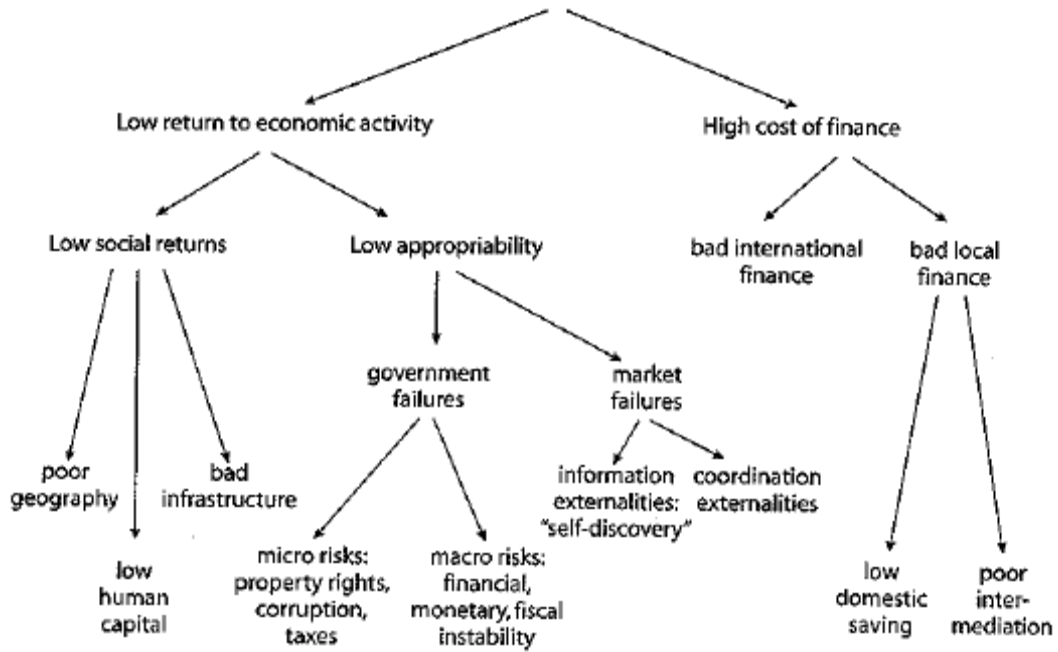 Low return to economic activity
High cost of finance
Low social returns
Low appropriability
bad international
finance
bad local
finance
government
failures
market
failures
poor
geography
bad
infrastructure
information
externalities:
"self-discovery"
coordination
externalities
low
human
capital
micro risks:
property rights,
corruption,
taxes
macro risks:
financial,
monetary, fiscal
instability
low
domestic
saving
poor
inter-
mediation